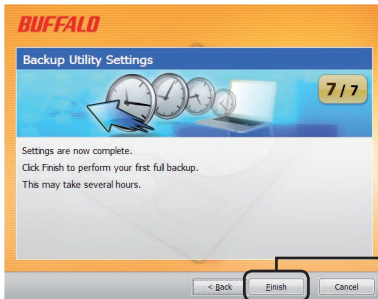 BUFFALO
Backup Utility Settings
7 / 7
Settings are now complete.
Click Finish to perform your first full backup.
This may take several hours.
< Back
Finish
Cancel